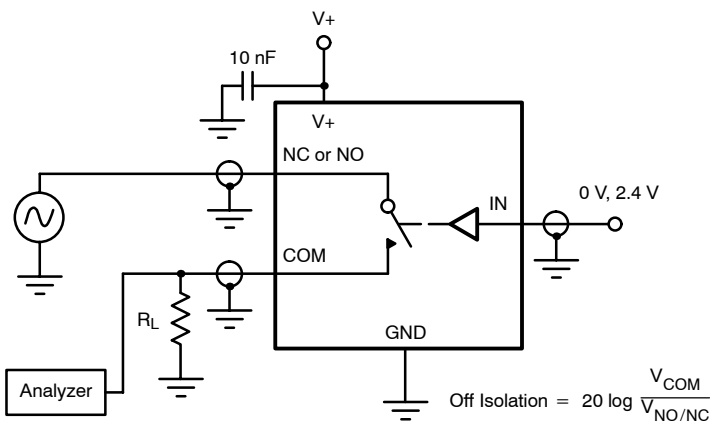 V+
10 nF
V+
NC or NO
IN
0 V, 2.4 V
COM
R_L
GND
Analyzer
Off Isolation = 20 log V_COM / V_NO/NC